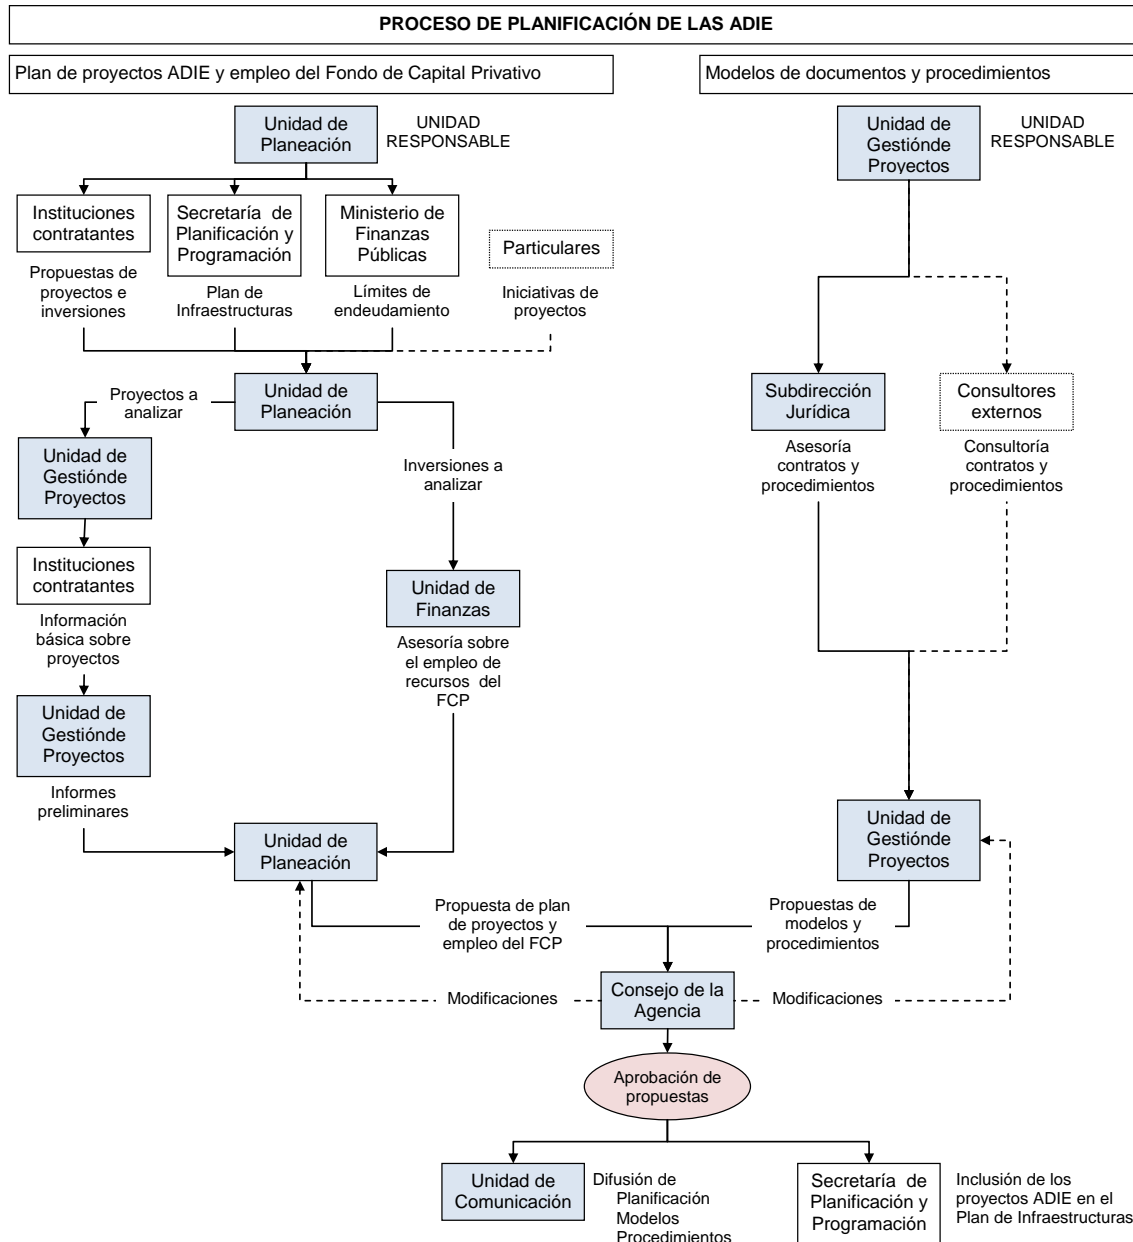 PROCESO DE PLANIFICACIÓN DE LAS ADIE
Plan de proyectos ADIE y empleo del Fondo de Capital Privativo
Modelos de documentos y procedimientos
Unidad de
Planeación
UNIDAD
RESPONSABLE
Unidad de
Gestiónde
Proyectos
UNIDAD
RESPONSABLE
Instituciones
contratantes
Secretaría de
Planificación y
Programación
Ministerio de
Finanzas
Públicas
Particulares
Propuestas de
proyectos e
inversiones
Plan de
Infraestructuras
Límites de
endeudamiento
Iniciativas de
proyectos
Proyectos a
analizar
Unidad de
Planeación
Subdirección
Jurídica
Consultores
externos
Unidad de
Gestiónde
Proyectos
Inversiones a
analizar
Asesoría
contratos y
procedimientos
Consultoría
contratos y
procedimientos
Instituciones
contratantes
Unidad de
Finanzas
Información
básica sobre
proyectos
Asesoría sobre
el empleo de
recursos del
FCP
Unidad de
Gestiónde
Proyectos
Informes
preliminares
Unidad de
Planeación
Unidad de
Gestiónde
Proyectos
Propuesta de plan
de proyectos y
empleo del FCP
Propuestas de
modelos y
procedimientos
Modificaciones
Consejo de la
Agencia
Modificaciones
Aprobación de
propuestas
Unidad de
Comunicación
Difusión de
Planificación
Modelos
Procedimientos
Secretaría de
Planificación y
Programación
Inclusión de los
proyectos ADIE en el
Plan de Infraestructuras